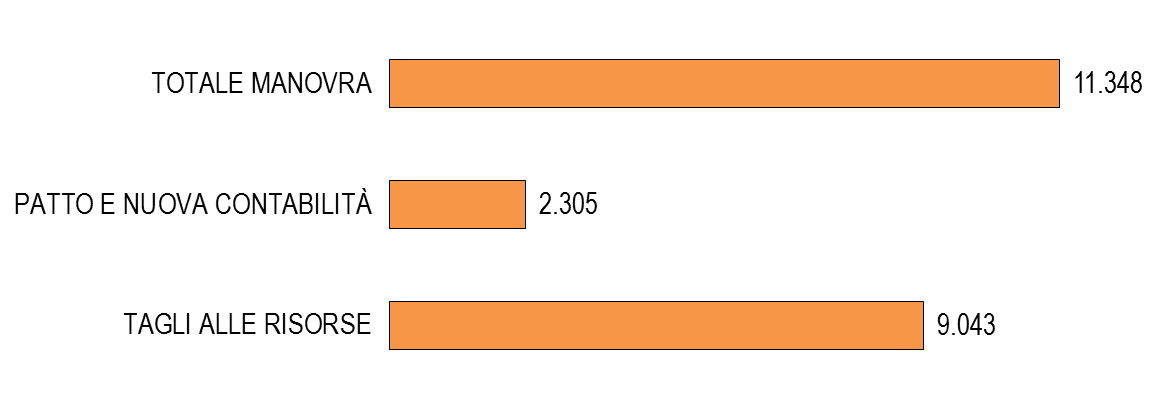 TOTALE MANOVRA 11.348
PATTO E NUOVA CONTABILITÀ 2.305
TAGLI ALLE RISORSE 9.043